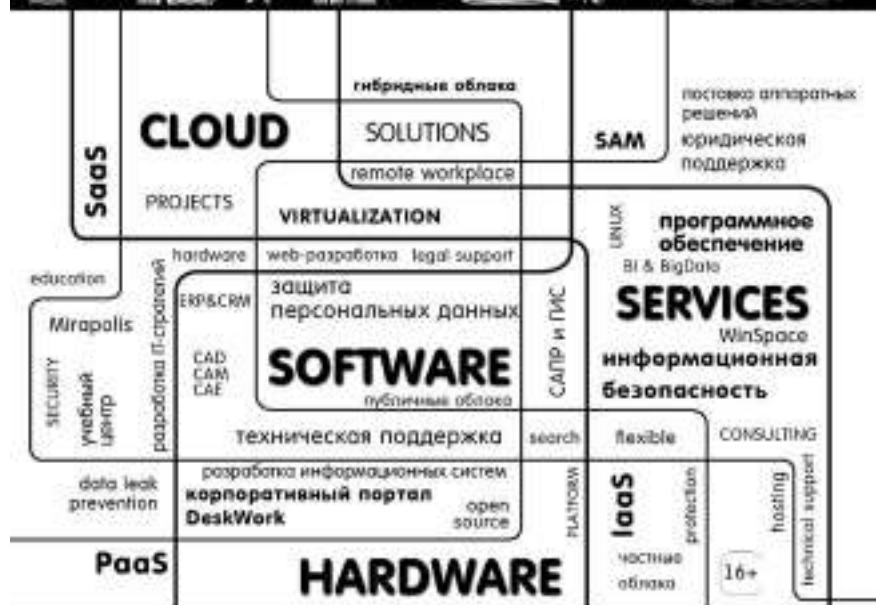 гибридные облака
поставка аппаратных
решений
CLOUD
SOLUTIONS
SAM
юридическая
поддержка
SaaS
remote workplace
PROJECTS
VIRTUALIZATION
LINUX
программное
обеспечение
hardware
web-разработка
legal support
BI & BigData
education
разработка IT-стратегий
ERP&CRM
защита
персональных данных
САПР и ГИС
SERVICES
Mirapolis
WinSpace
CAD
CAM
CAE
SOFTWARE
информационная
безопасность
SECURITY
учебный
центр
публичные облака
техническая поддержка
search
flexible
CONSULTING
data leak
prevention
разработка информационных систем
корпоративный портал
DeskWork
open
source
PLATFORM
IaaS
protection
hosting
technical support
PaaS
HARDWARE
частные
облака
16+